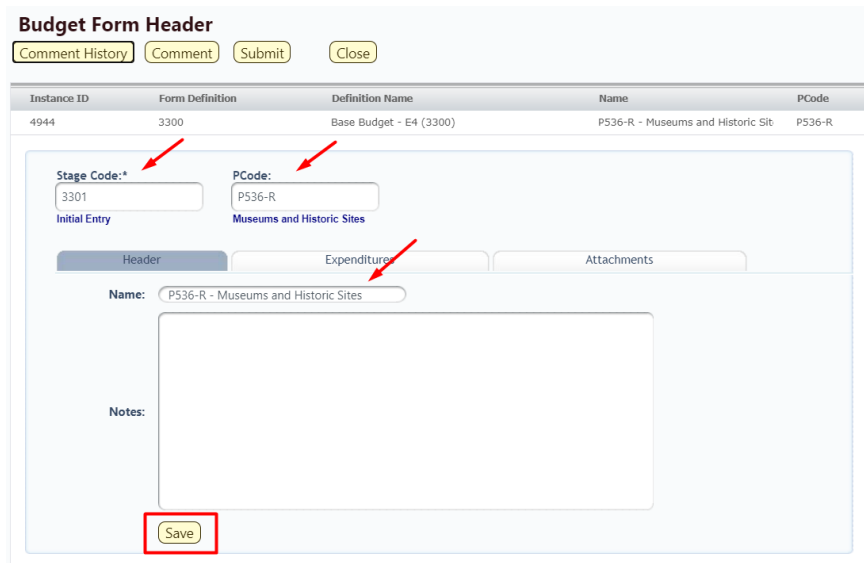 Budget Form Header
Comment History Comment Submit Close
Instance ID Form Definition Definition Name Name PCode
4944 3300 Base Budget - E4 (3300) P536-R - Museums and Historic Sit P536-R
Stage Code:* PCode:
3301 P536-R
Initial Entry Museums and Historic Sites
Header Expenditures Attachments
Name: P536-R - Museums and Historic Sites
Notes:
Save